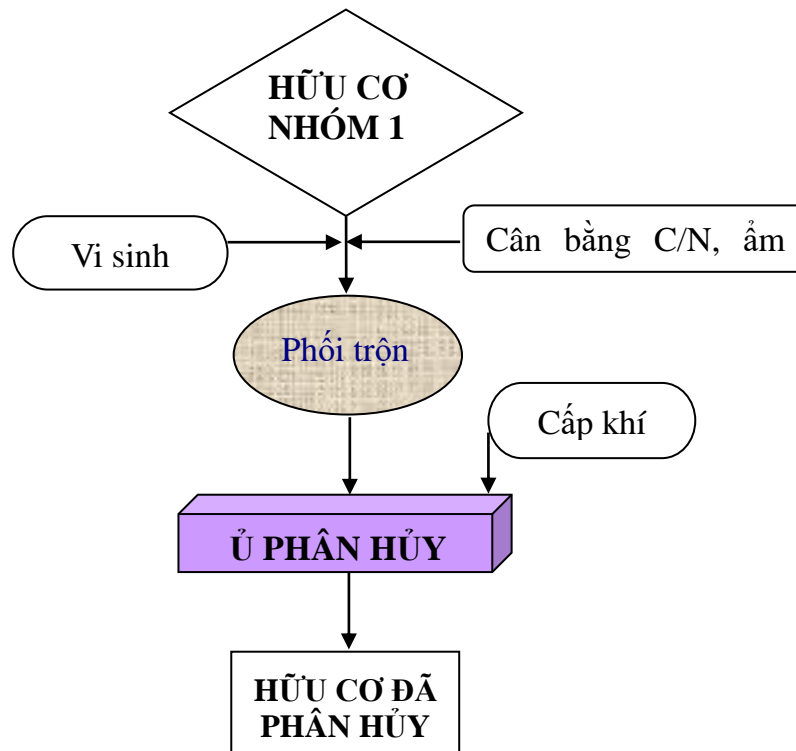 HỮU CƠ
NHÓM 1
Vi sinh
Cân bằng C/N, ẩm
Phối trộn
Cấp khí
Ủ PHÂN HỦY
HỮU CƠ ĐÃ
PHÂN HỦY